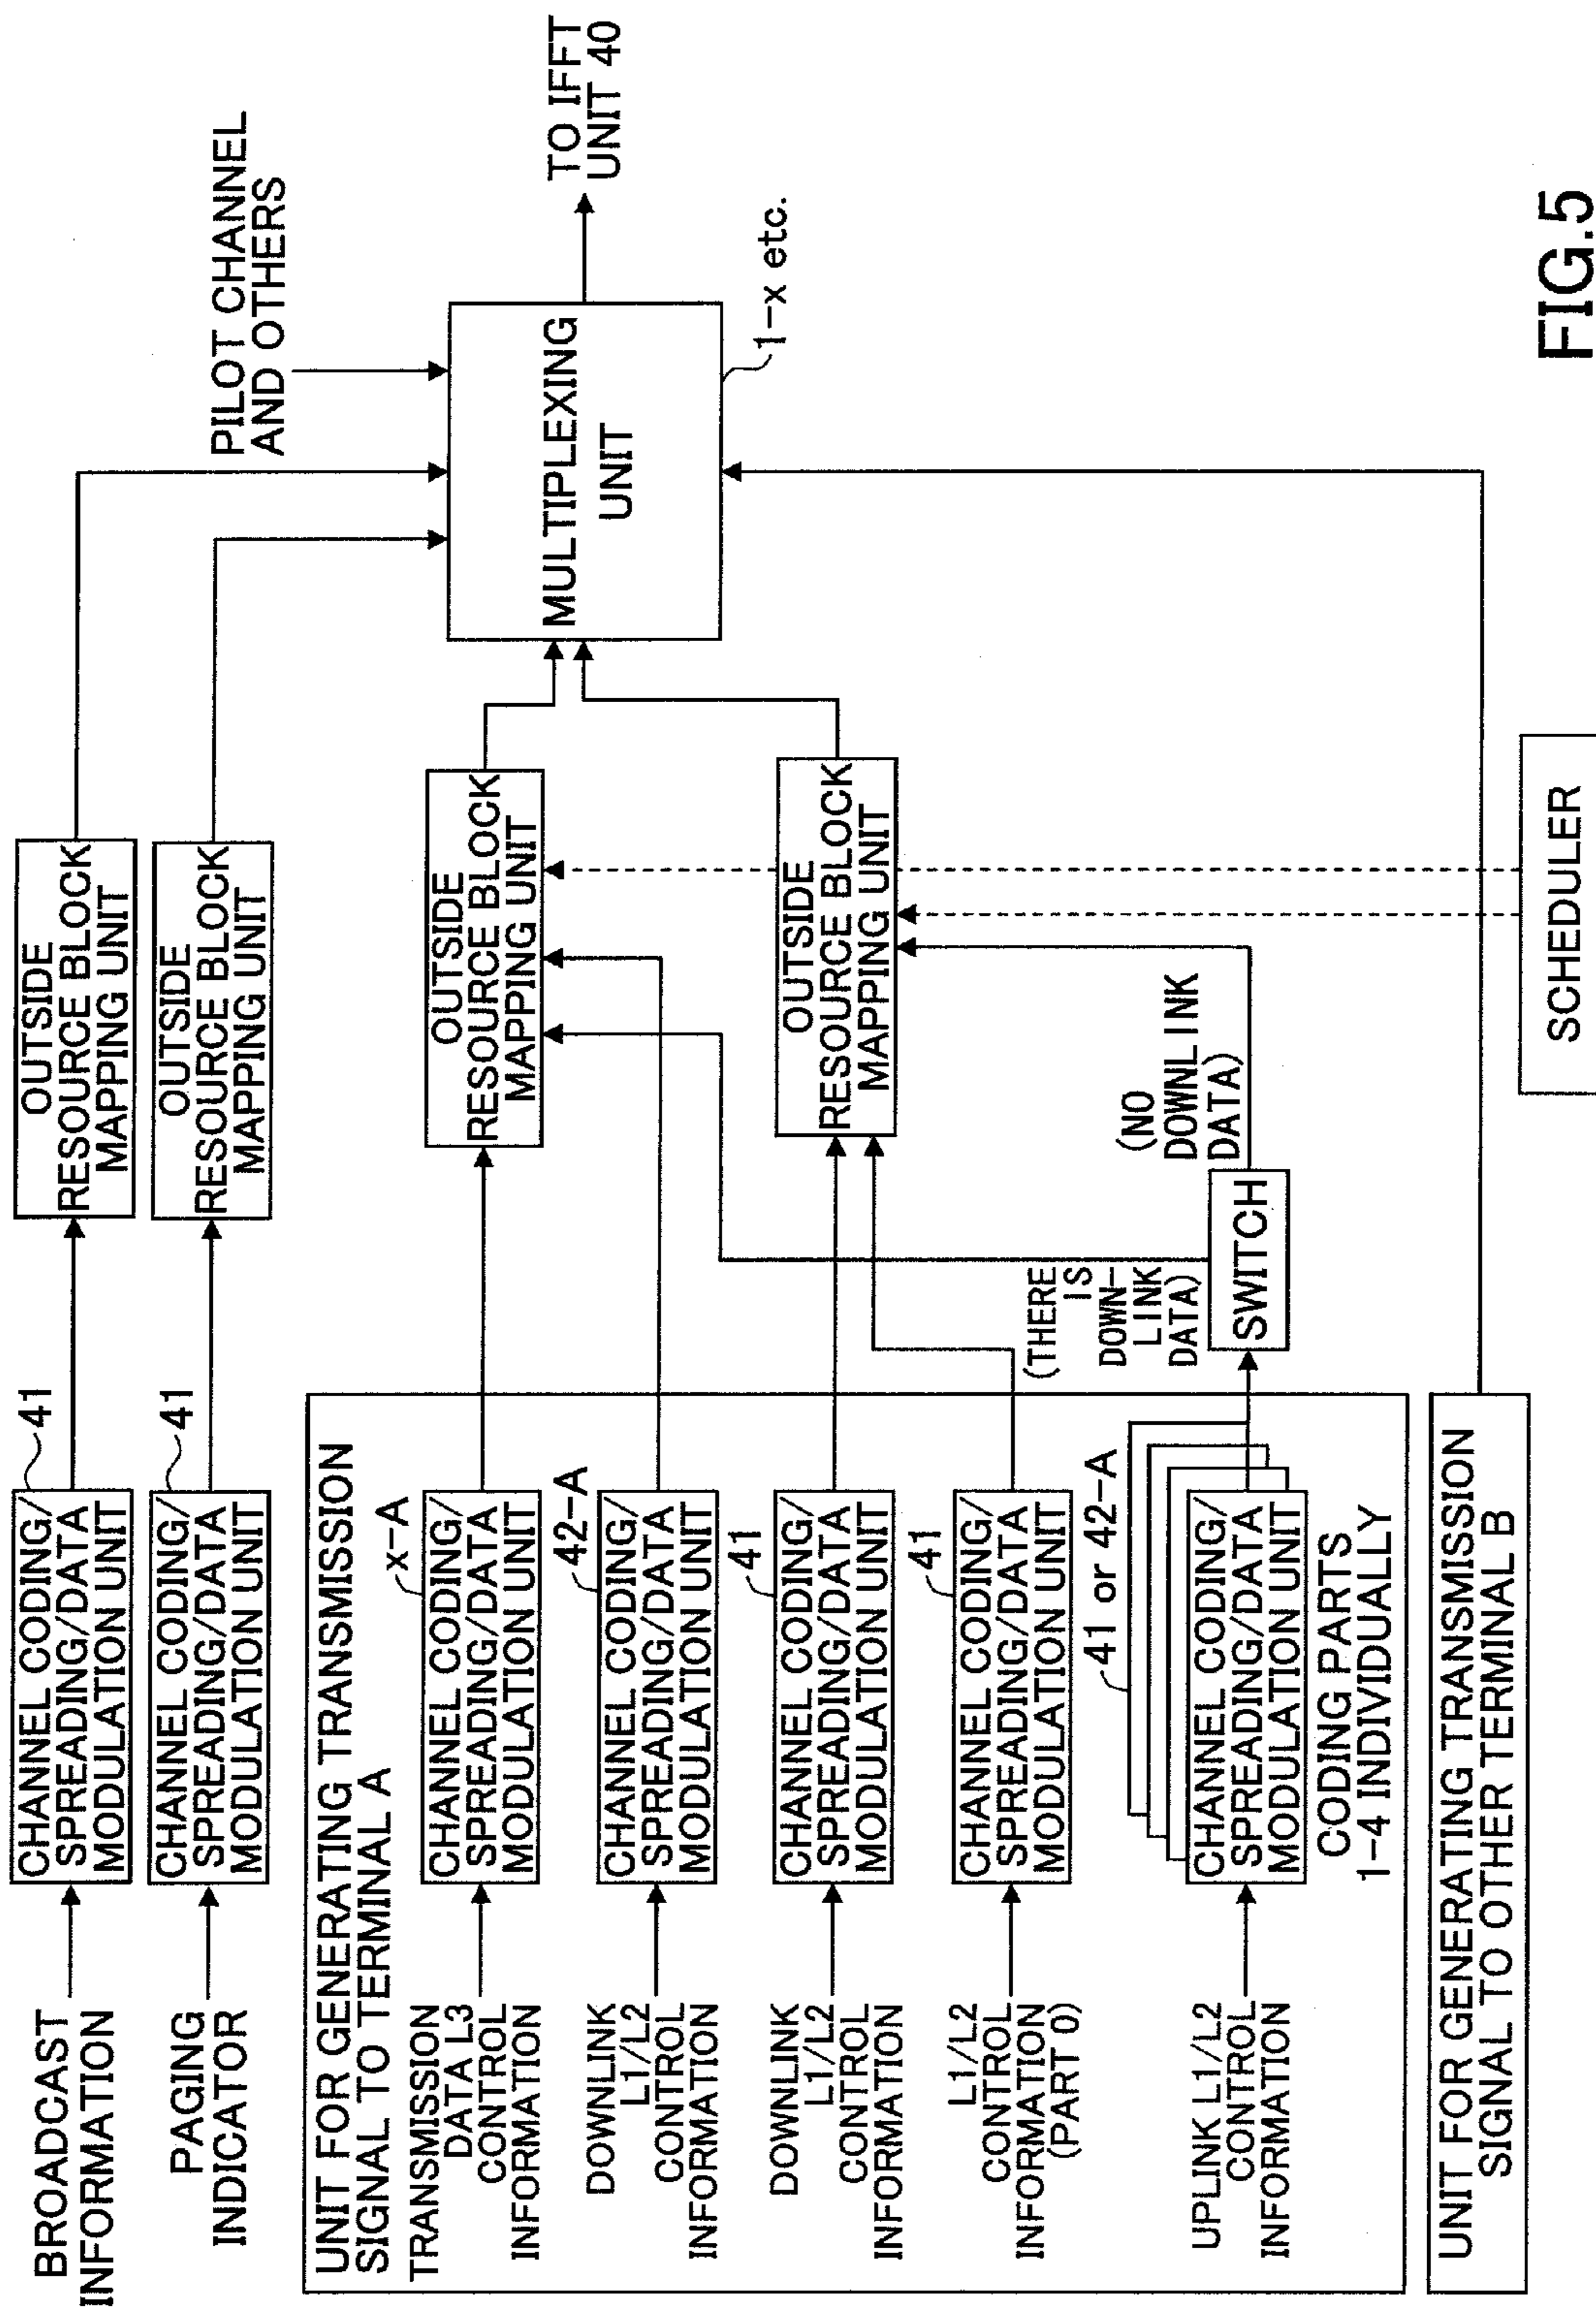 BROADCAST
INFORMATION
CHANNEL CODING/
SPREADING/DATA
MODULATION UNIT
41
OUTSIDE
RESOURCE BLOCK
MAPPING UNIT
PAGING
INDICATOR
CHANNEL CODING/
SPREADING/DATA
MODULATION UNIT
41
OUTSIDE
RESOURCE BLOCK
MAPPING UNIT
PILOT CHANNEL
AND OTHERS
UNIT FOR GENERATING TRANSMISSION
SIGNAL TO TERMINAL A
TRANSMISSION
DATA L3
CONTROL
INFORMATION
CHANNEL CODING/
SPREADING/DATA
MODULATION UNIT
x-A
OUTSIDE
RESOURCE BLOCK
MAPPING UNIT
MULTIPLEXING
UNIT
1-x etc.
TO IFFT
UNIT 40
DOWNLINK
L1/L2
CONTROL
INFORMATION
CHANNEL CODING/
SPREADING/DATA
MODULATION UNIT
42-A
DOWNLINK
L1/L2
CONTROL
INFORMATION
CHANNEL CODING/
SPREADING/DATA
MODULATION UNIT
41
OUTSIDE
RESOURCE BLOCK
MAPPING UNIT
L1/L2
CONTROL
INFORMATION
(PART 0)
CHANNEL CODING/
SPREADING/DATA
MODULATION UNIT
41
(THERE
IS
DOWN-
LINK
DATA)
(NO
DOWNLINK
DATA)
UPLINK L1/L2
CONTROL
INFORMATION
41 or 42-A
CHANNEL CODING/
SPREADING/DATA
MODULATION UNIT
CODING PARTS
1-4 INDIVIDUALLY
SWITCH
UNIT FOR GENERATING TRANSMISSION
SIGNAL TO OTHER TERMINAL B
SCHEDULER
FIG.5